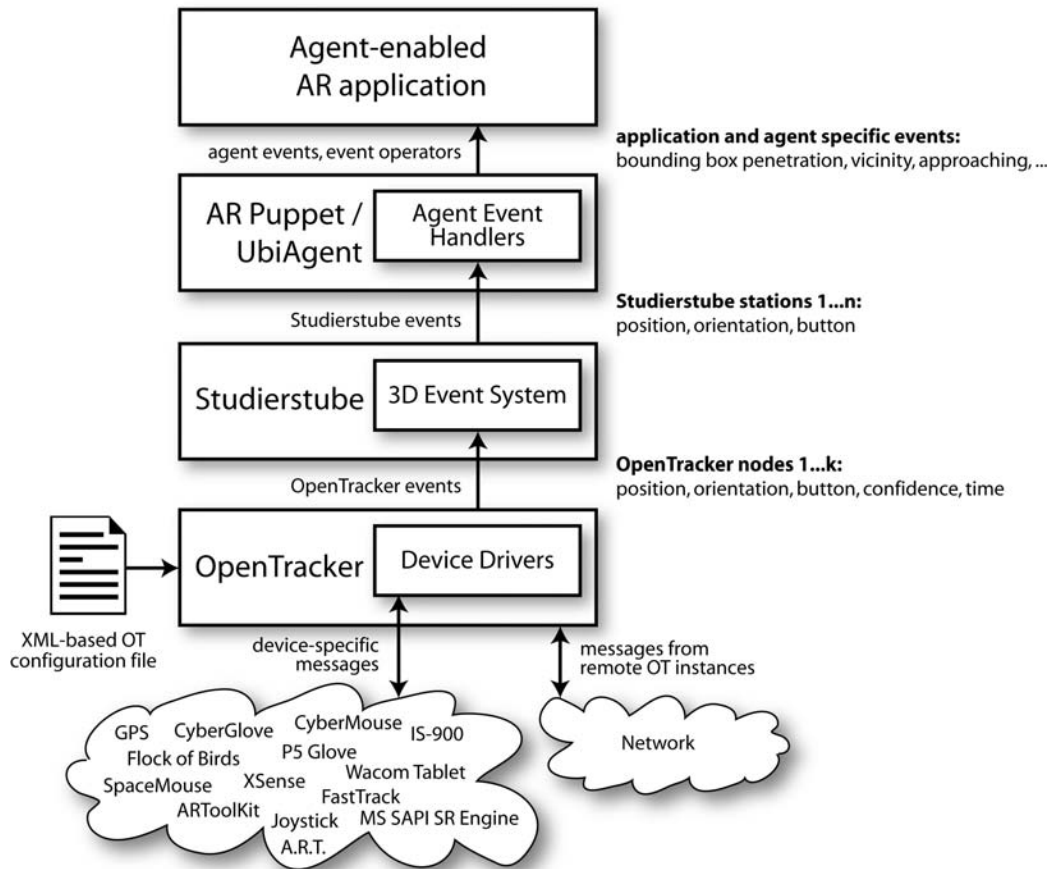 Agent-enabled
AR application
agent events, event operators
application and agent specific events:
bounding box penetration, vicinity, approaching, ...
AR Puppet /
UbiAgent
Agent Event
Handlers
Studierstube events
Studierstube stations 1...n:
position, orientation, button
Studierstube
3D Event System
OpenTracker events
OpenTracker nodes 1...k:
position, orientation, button, confidence, time
OpenTracker
Device Drivers
XML-based OT
configuration file
device-specific
messages
messages from
remote OT instances
GPS
CyberGlove
CyberMouse
IS-900
Flock of Birds
P5 Glove
SpaceMouse
XSense
Wacom Tablet
ARToolKit
FastTrack
Joystick
MS SAPI SR Engine
A.R.T.
Network